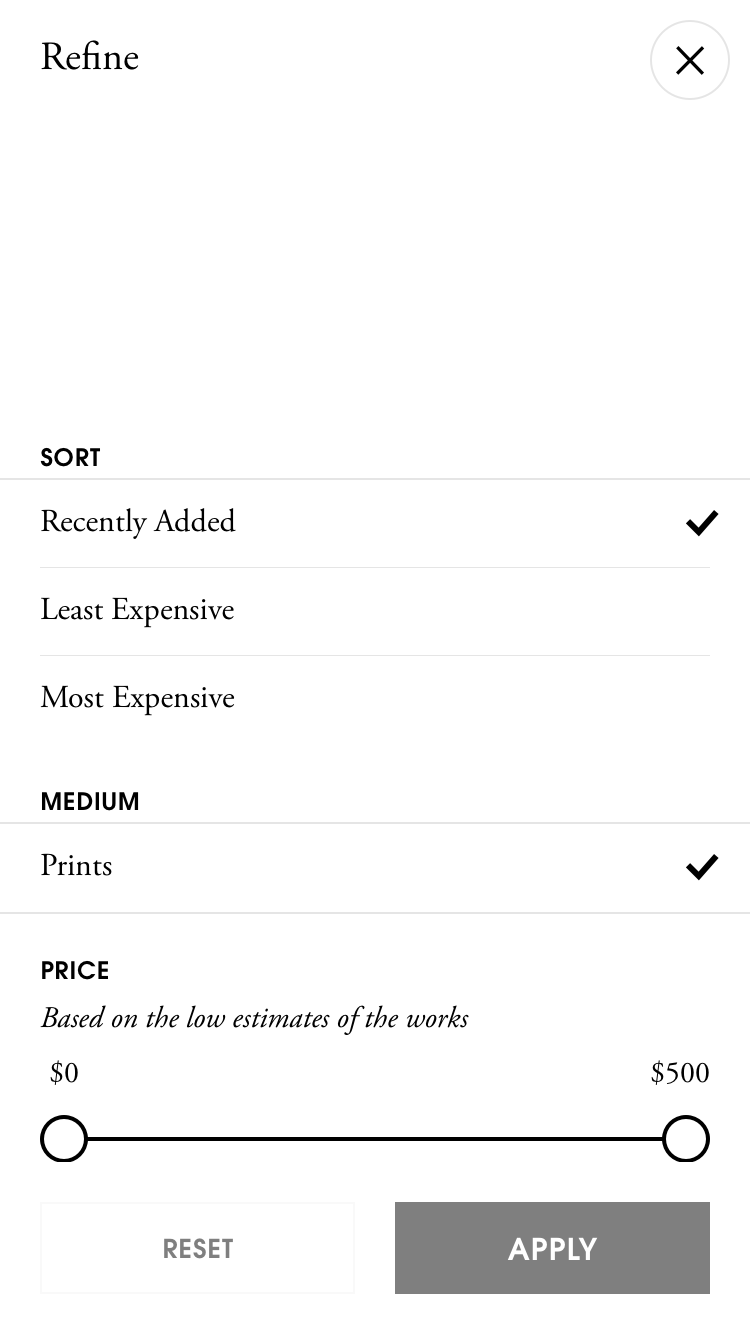 Refine
SORT
Recently Added
Least Expensive
Most Expensive
MEDIUM
Prints
PRICE
Based on the low estimates of the works
$0 $500
RESET APPLY